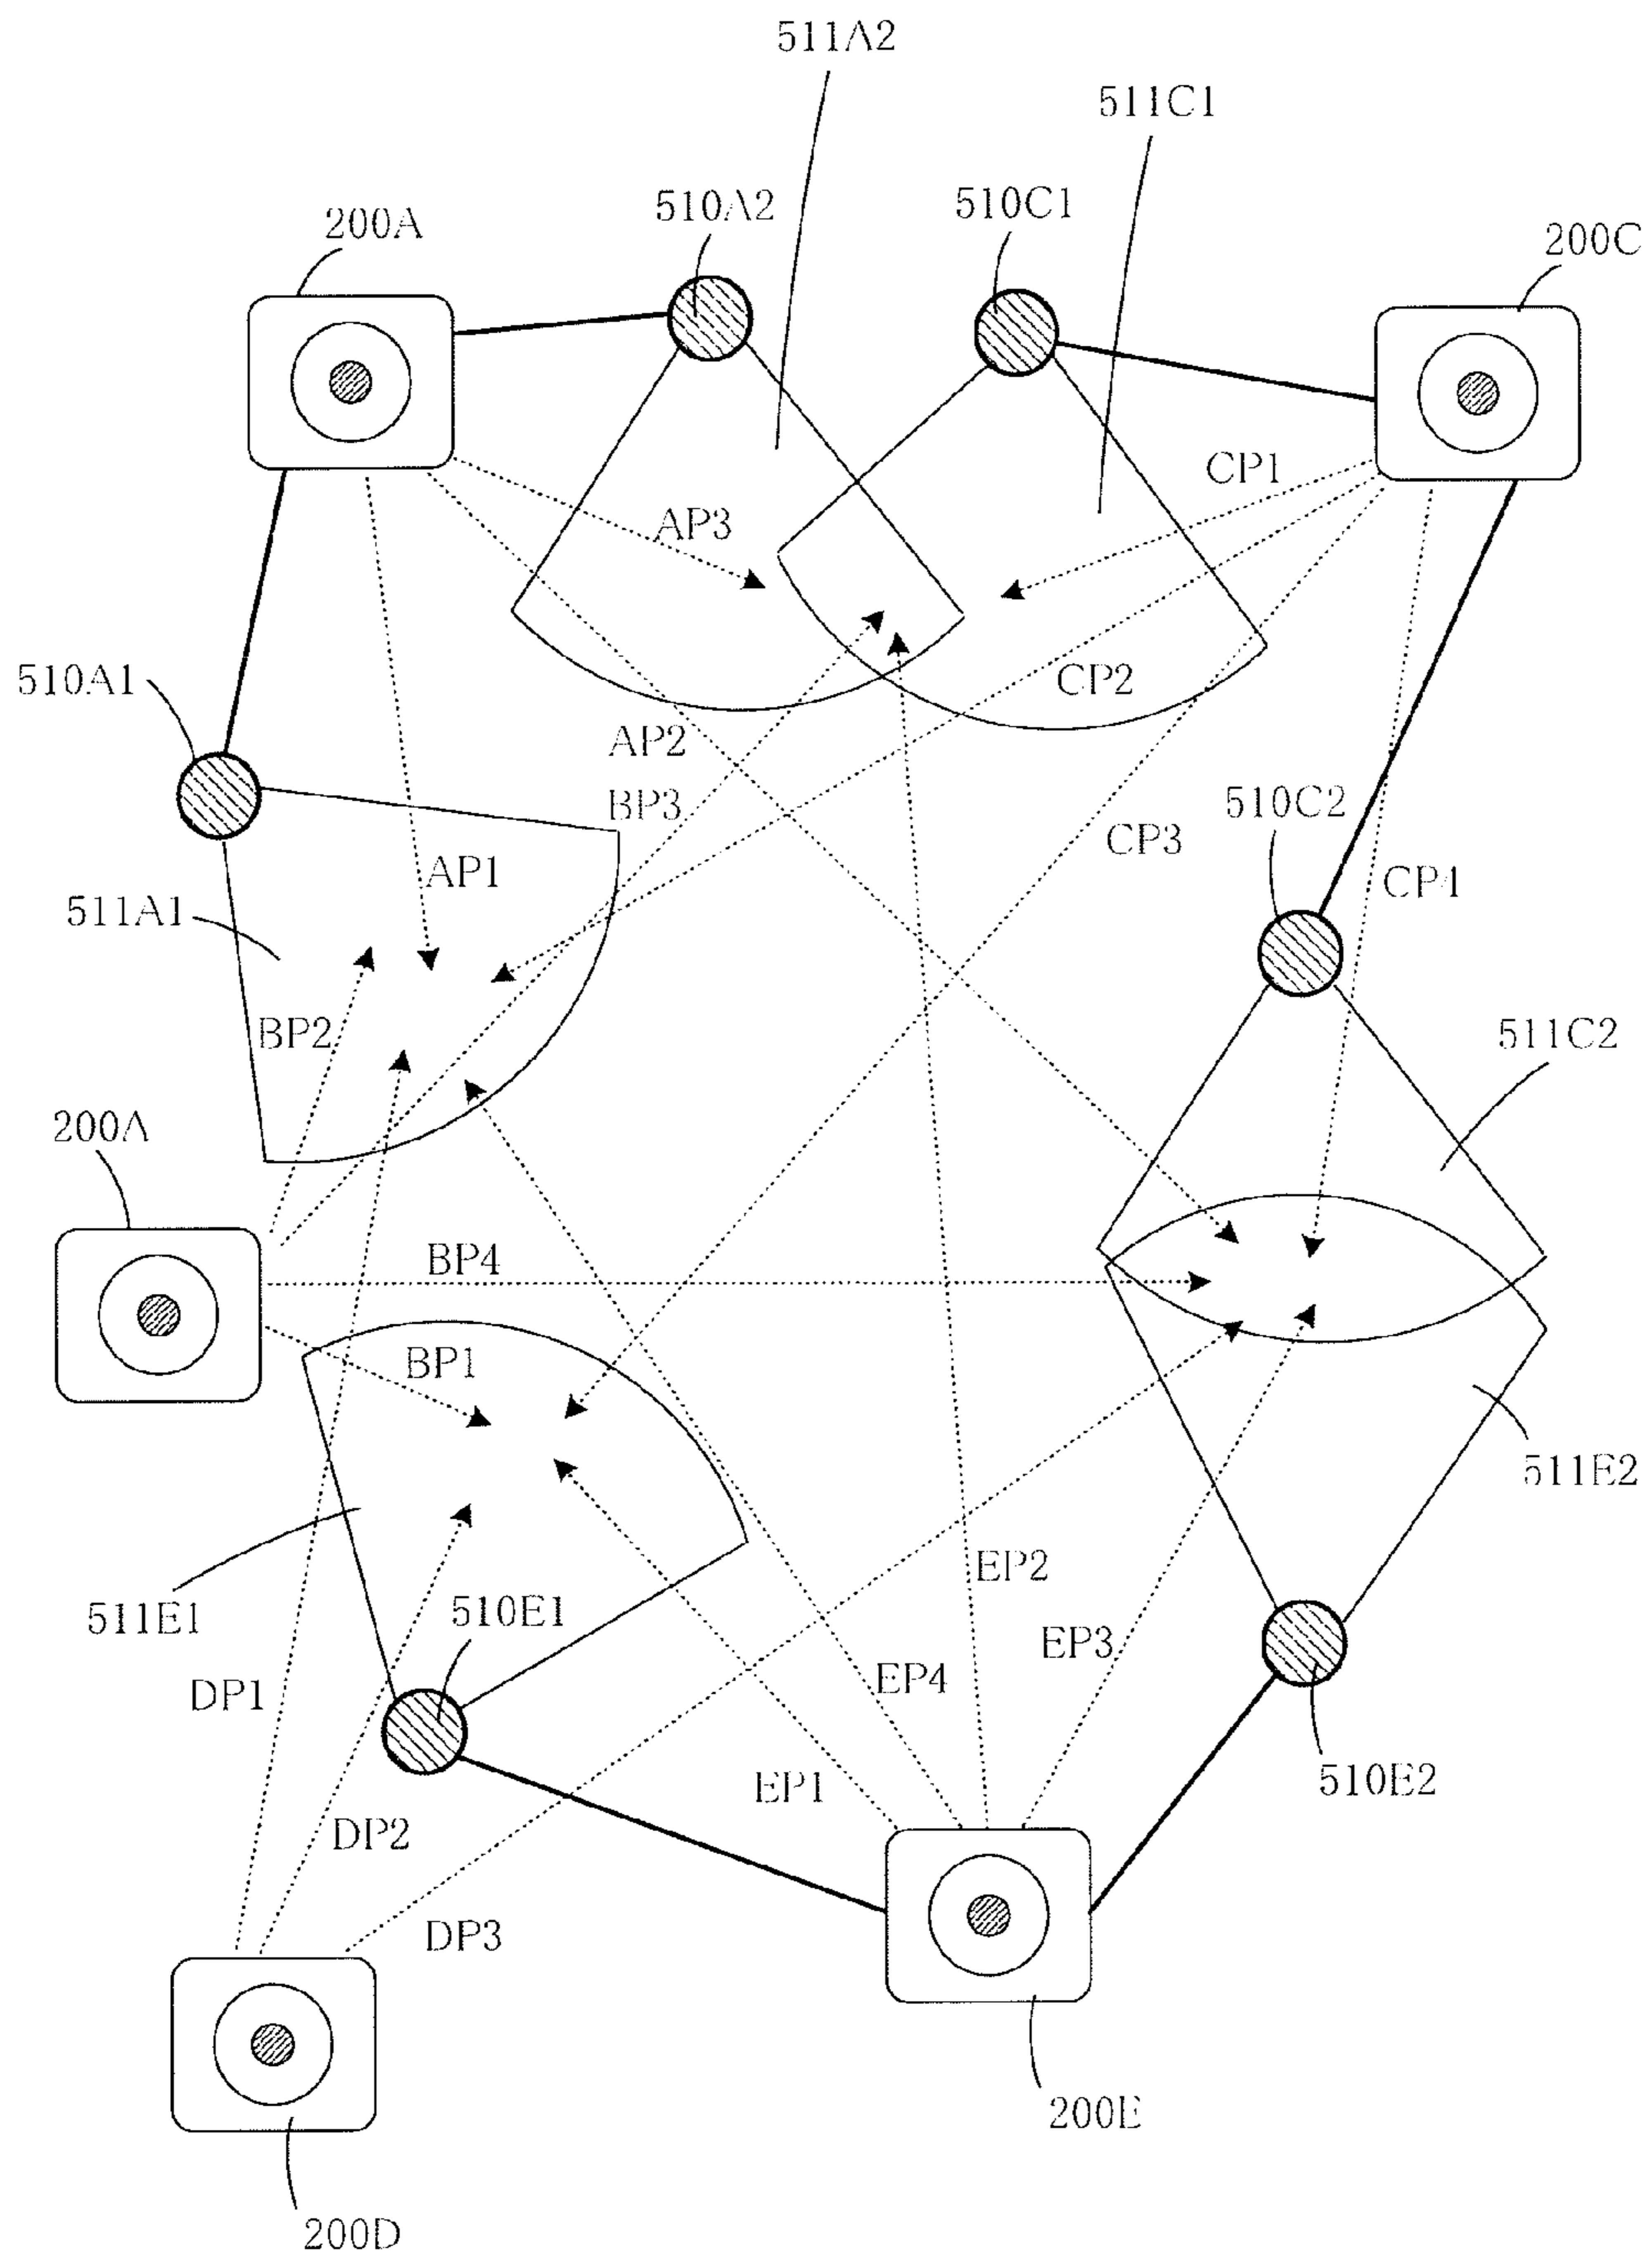 511A2
511C1
510A2
510C1
200A
200C
CP1
AP3
510A1
CP2
AP2
BP3
510C2
CP3
AP1
CP4
511A1
BP2
511C2
200A
BP4
BP1
511E2
EP2
511E1
510E1
EP3
EP4
DP1
510E2
EP1
DP2
DP3
200E
200D